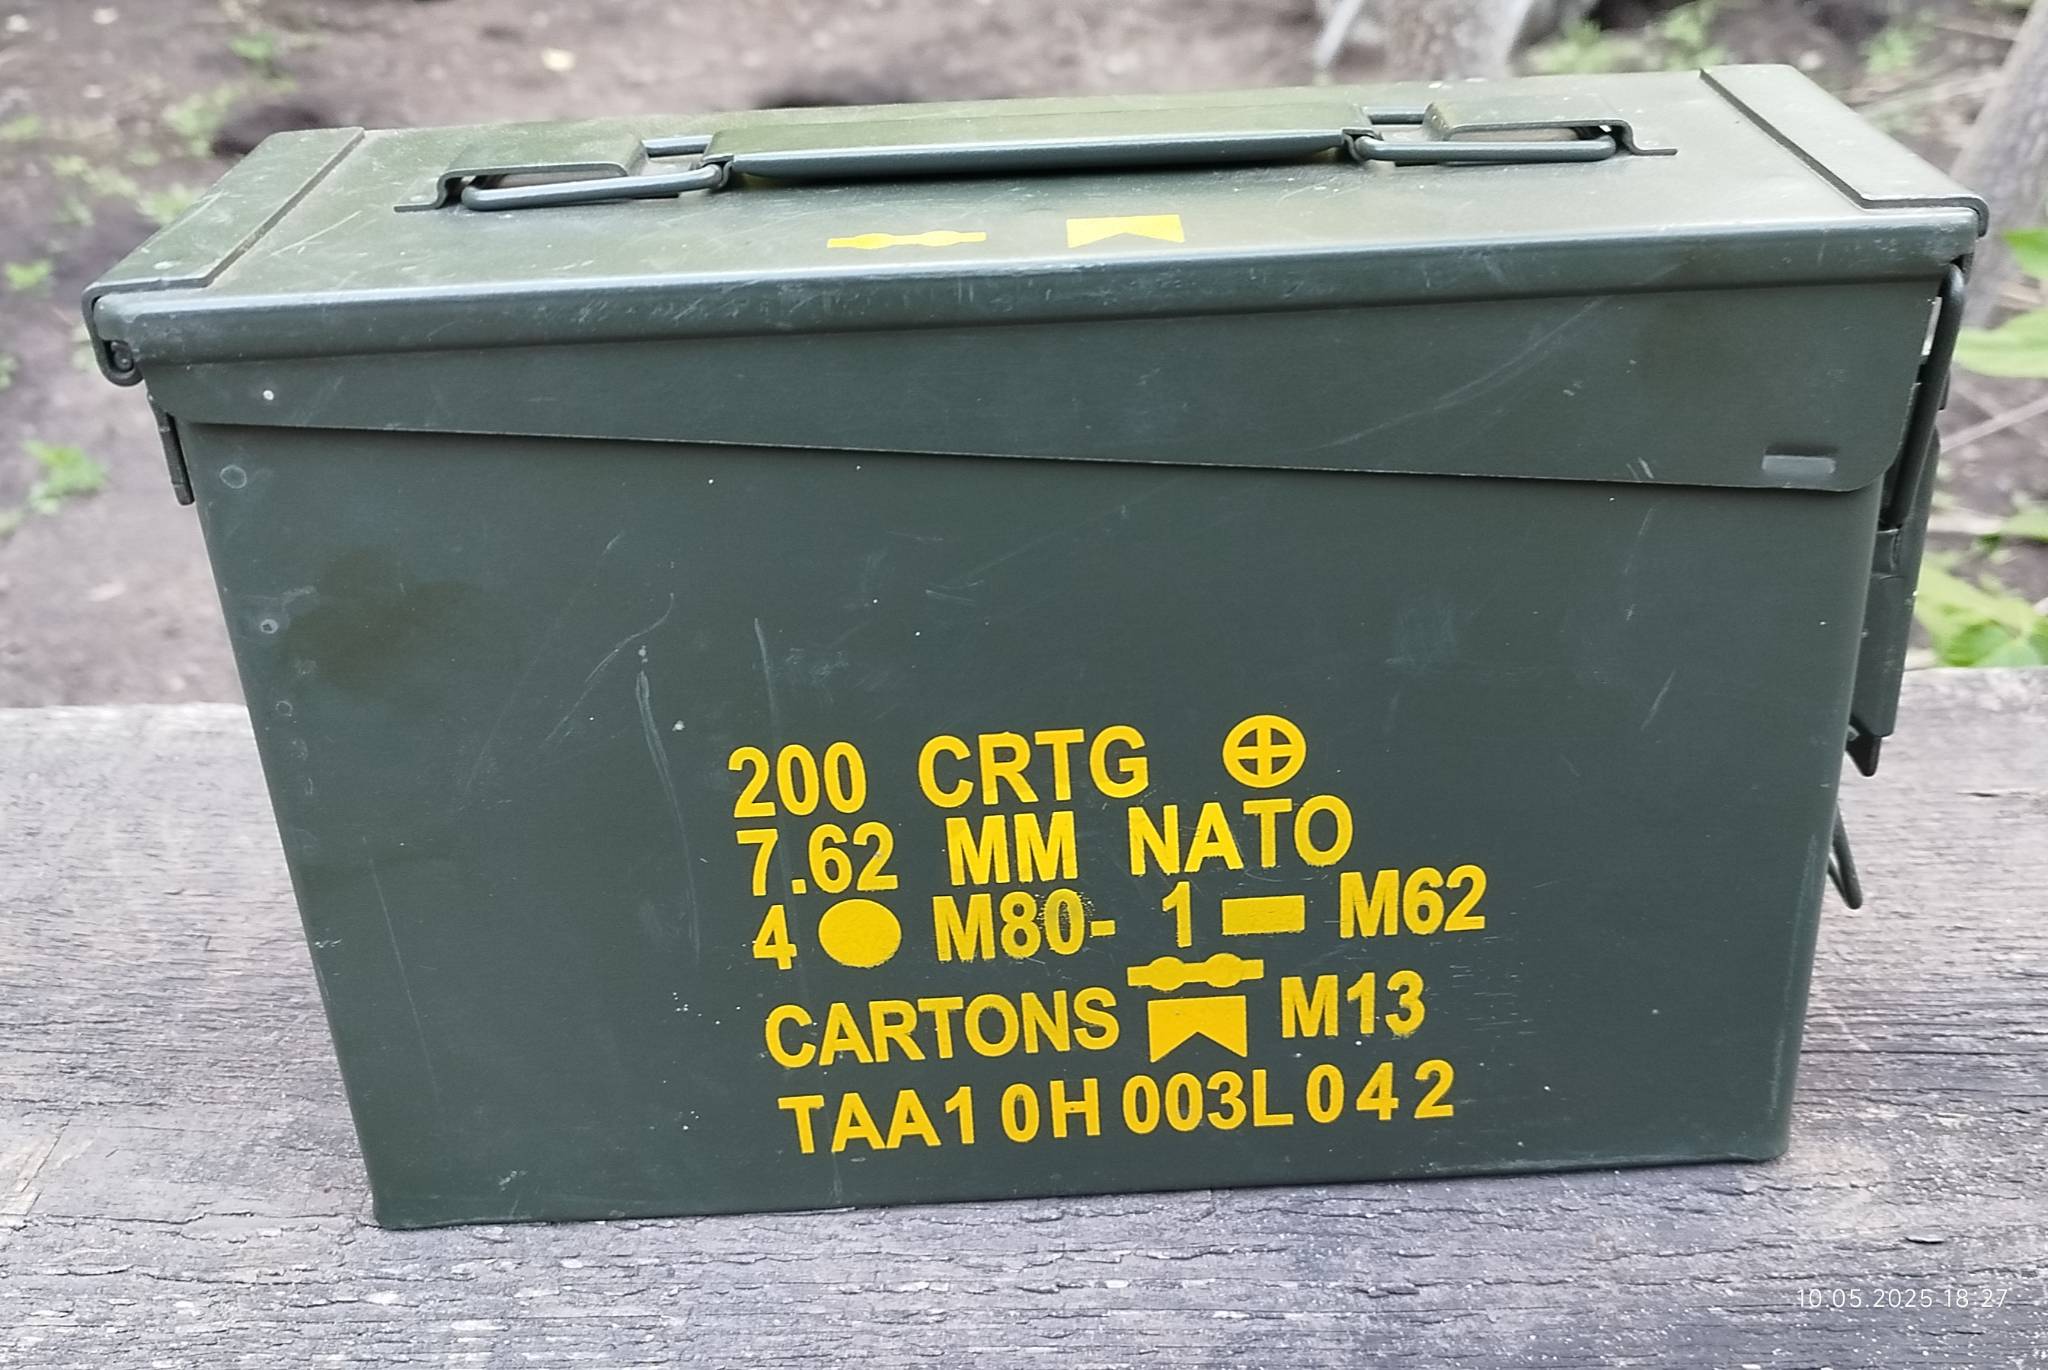 200 CRTG
7.62 MM NATO
4 M80- 1 M62
CARTONS M13
TAA10H003L042
10.05.2025 18:27